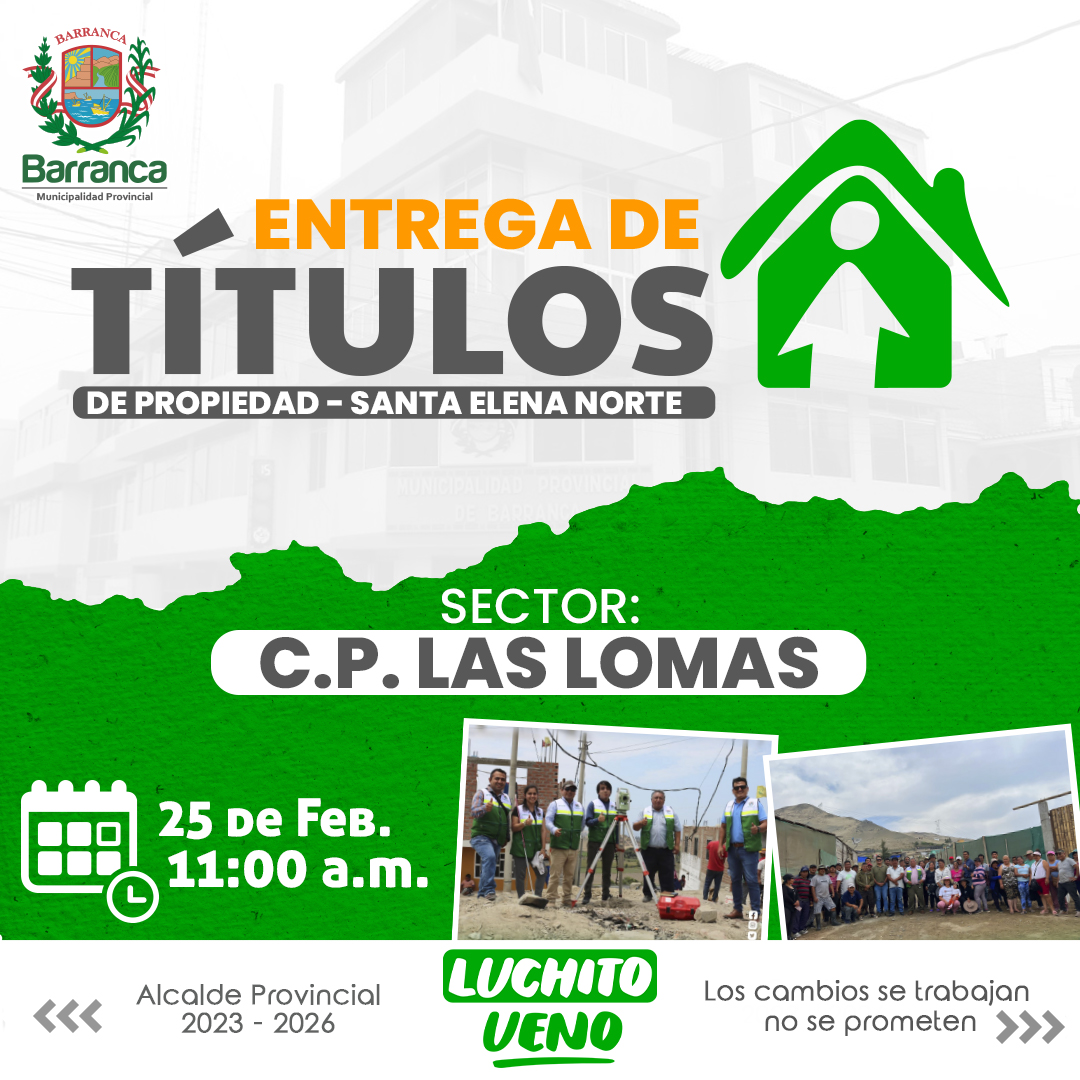 BARRANCA
Barranca
Municipalidad Provincial
ENTREGA DE
TÍTULOS
DE PROPIEDAD - SANTA ELENA NORTE
MUNICIPALIDAD PROVINCIAL
DE BARRANCA
SECTOR:
C.P. LAS LOMAS
25 DE FEB.
11:00 a.m.
Alcalde Provincial
2023 - 2026
LUCHITO
VENO
Los cambios se trabajan
no se prometen